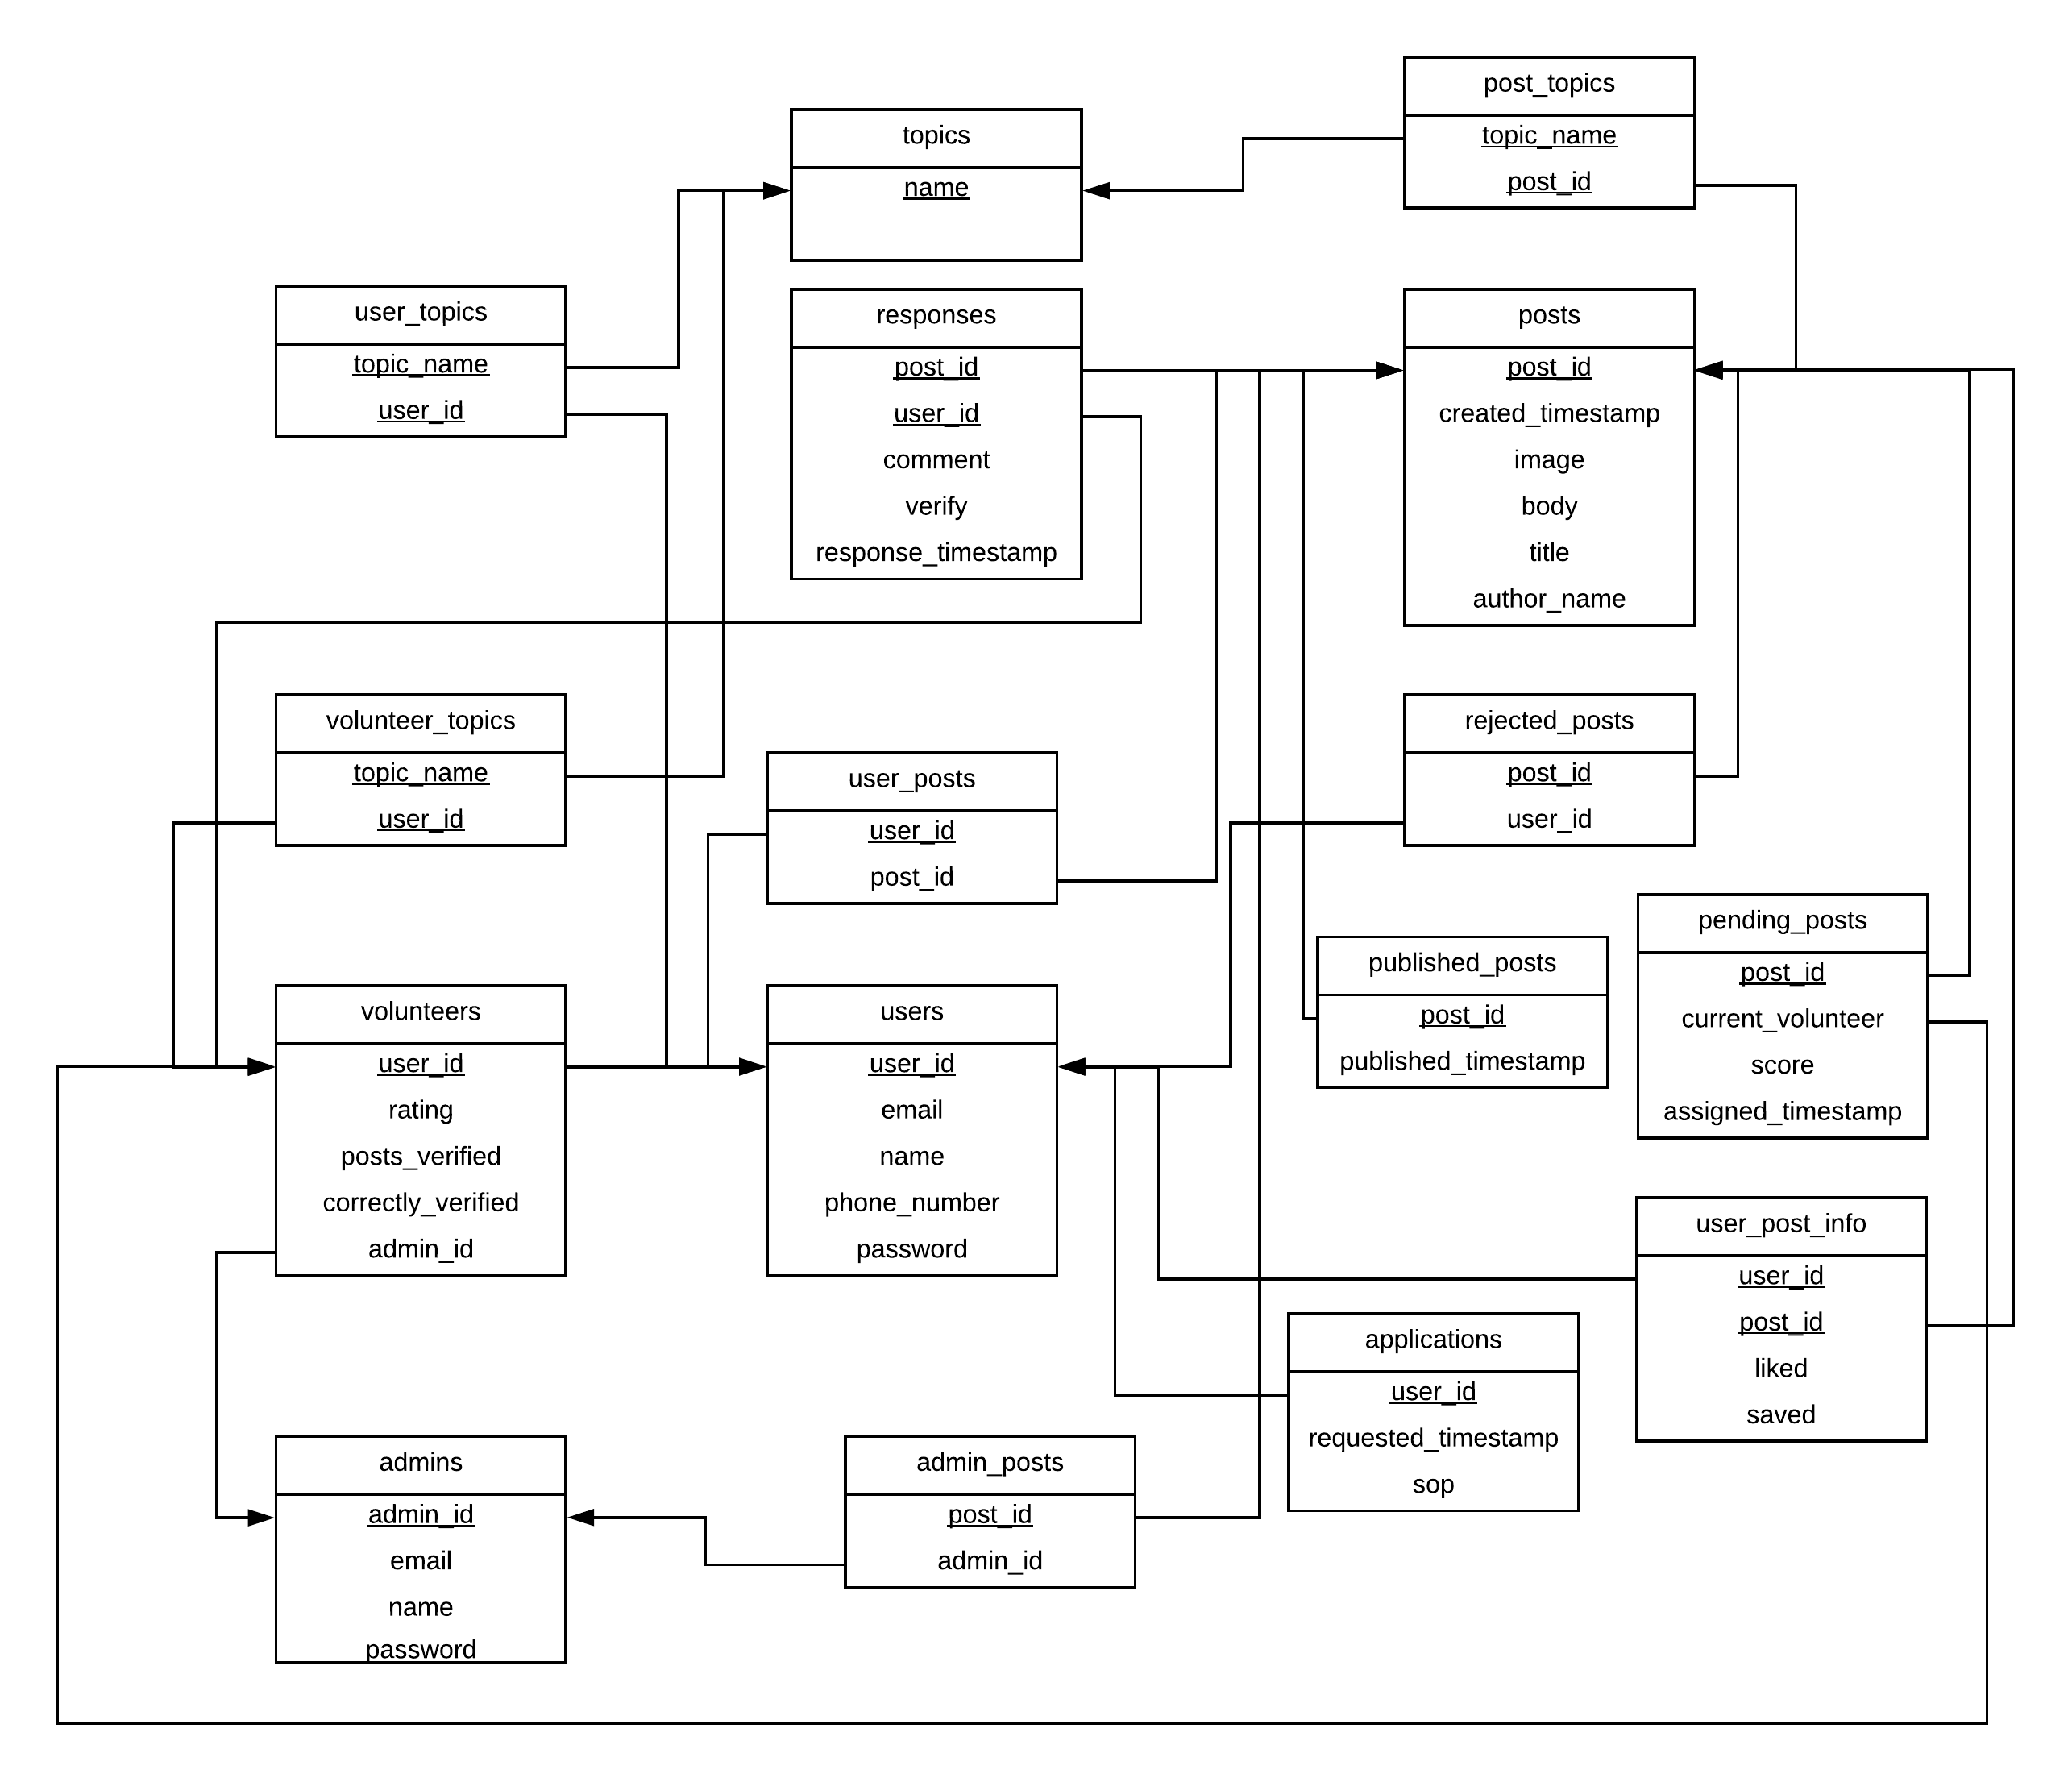 post_topics
topic_name
post_id
topics
name
user_topics
topic_name
user_id
responses
post_id
user_id
comment
verify
response_timestamp
posts
post_id
created_timestamp
image
body
title
author_name
volunteer_topics
topic_name
user_id
user_posts
user_id
post_id
rejected_posts
post_id
user_id
pending_posts
post_id
current_volunteer
score
assigned_timestamp
published_posts
post_id
published_timestamp
volunteers
user_id
rating
posts_verified
correctly_verified
admin_id
users
user_id
email
name
phone_number
password
user_post_info
user_id
post_id
liked
saved
applications
user_id
requested_timestamp
sop
admins
admin_id
email
name
password
admin_posts
post_id
admin_id